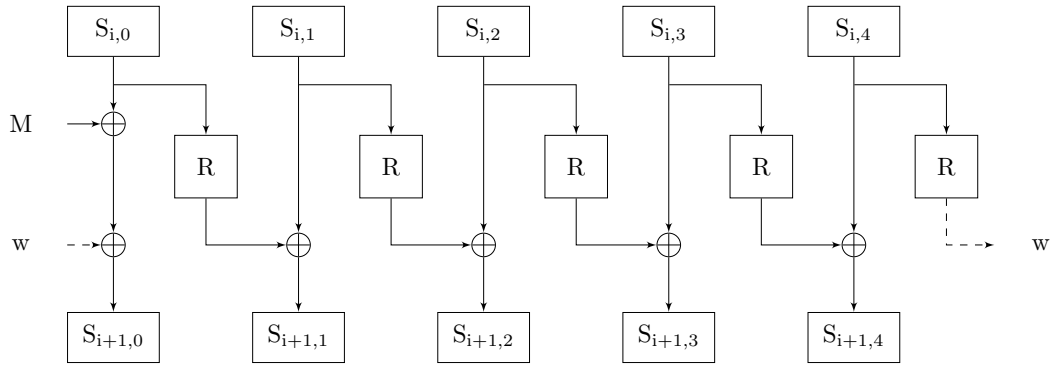 S_{i,0} S_{i,1} S_{i,2} S_{i,3} S_{i,4}
M
R R R R R
w w
S_{i+1,0} S_{i+1,1} S_{i+1,2} S_{i+1,3} S_{i+1,4}